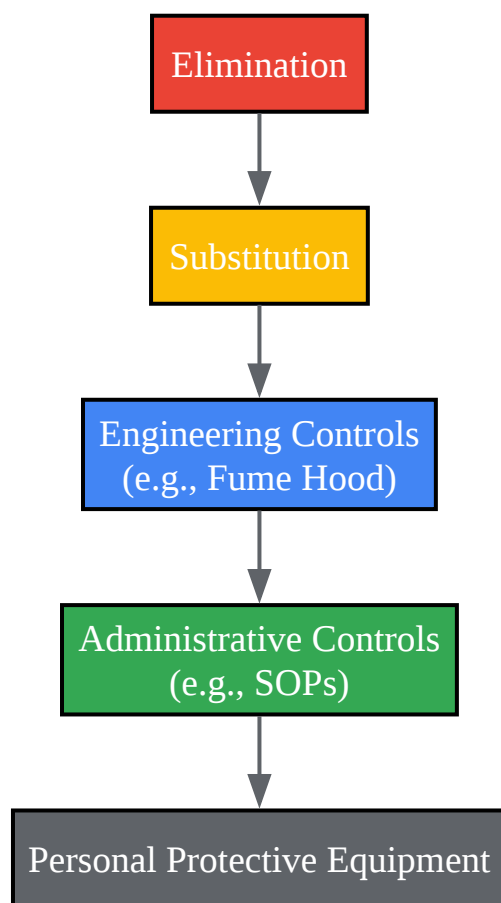 Elimination
Substitution
Engineering Controls
(e.g., Fume Hood)
Administrative Controls
(e.g., SOPs)
Personal Protective Equipment